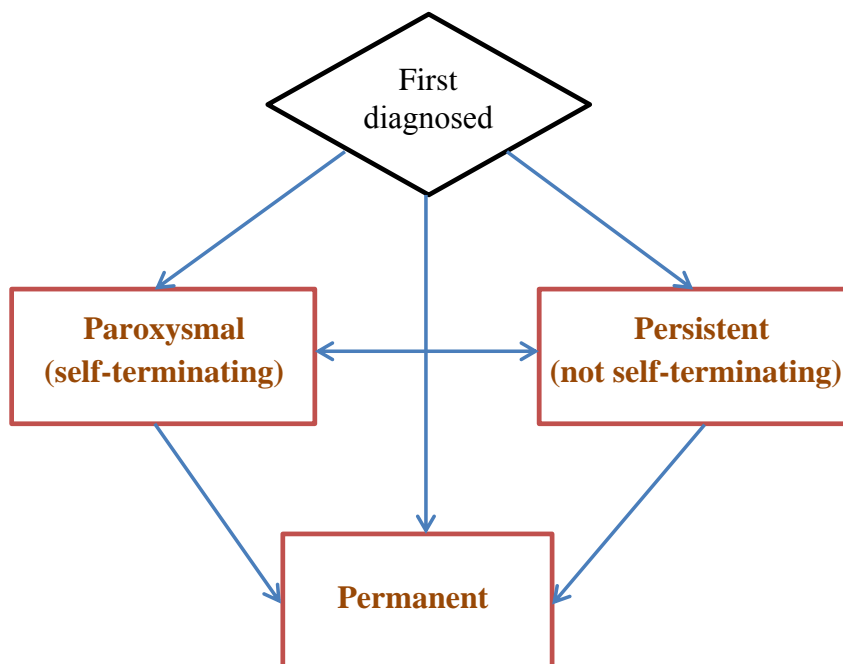 First
diagnosed
Paroxysmal
(self-terminating)
Persistent
(not self-terminating)
Permanent